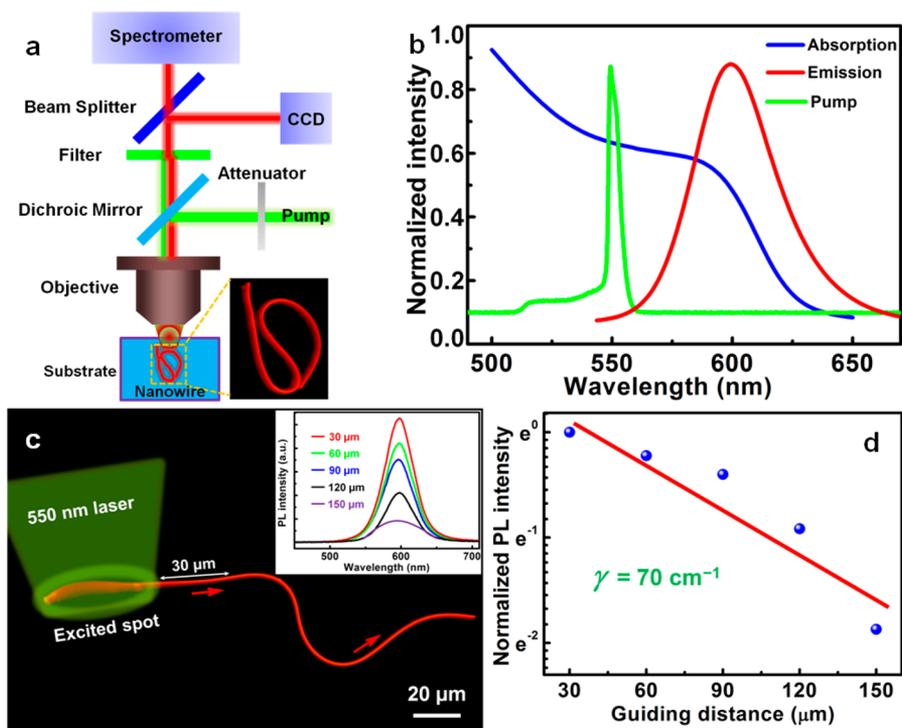 a
Spectrometer
Beam Splitter
CCD
Filter
Attenuator
Dichroic Mirror
Pump
Objective
Substrate
Nanowire
b
Normalized intensity
1.0
0.8
0.6
0.4
0.2
0.0
500
550
600
650
Wavelength (nm)
Absorption
Emission
Pump
c
550 nm laser
30 μm
Excited spot
20 μm
PL intensity (a.u.)
30 μm
60 μm
90 μm
120 μm
150 μm
500
600
700
Wavelength (nm)
d
Normalized PL intensity
e⁰
e⁻¹
e⁻²
γ = 70 cm⁻¹
30
60
90
120
150
Guiding distance (μm)